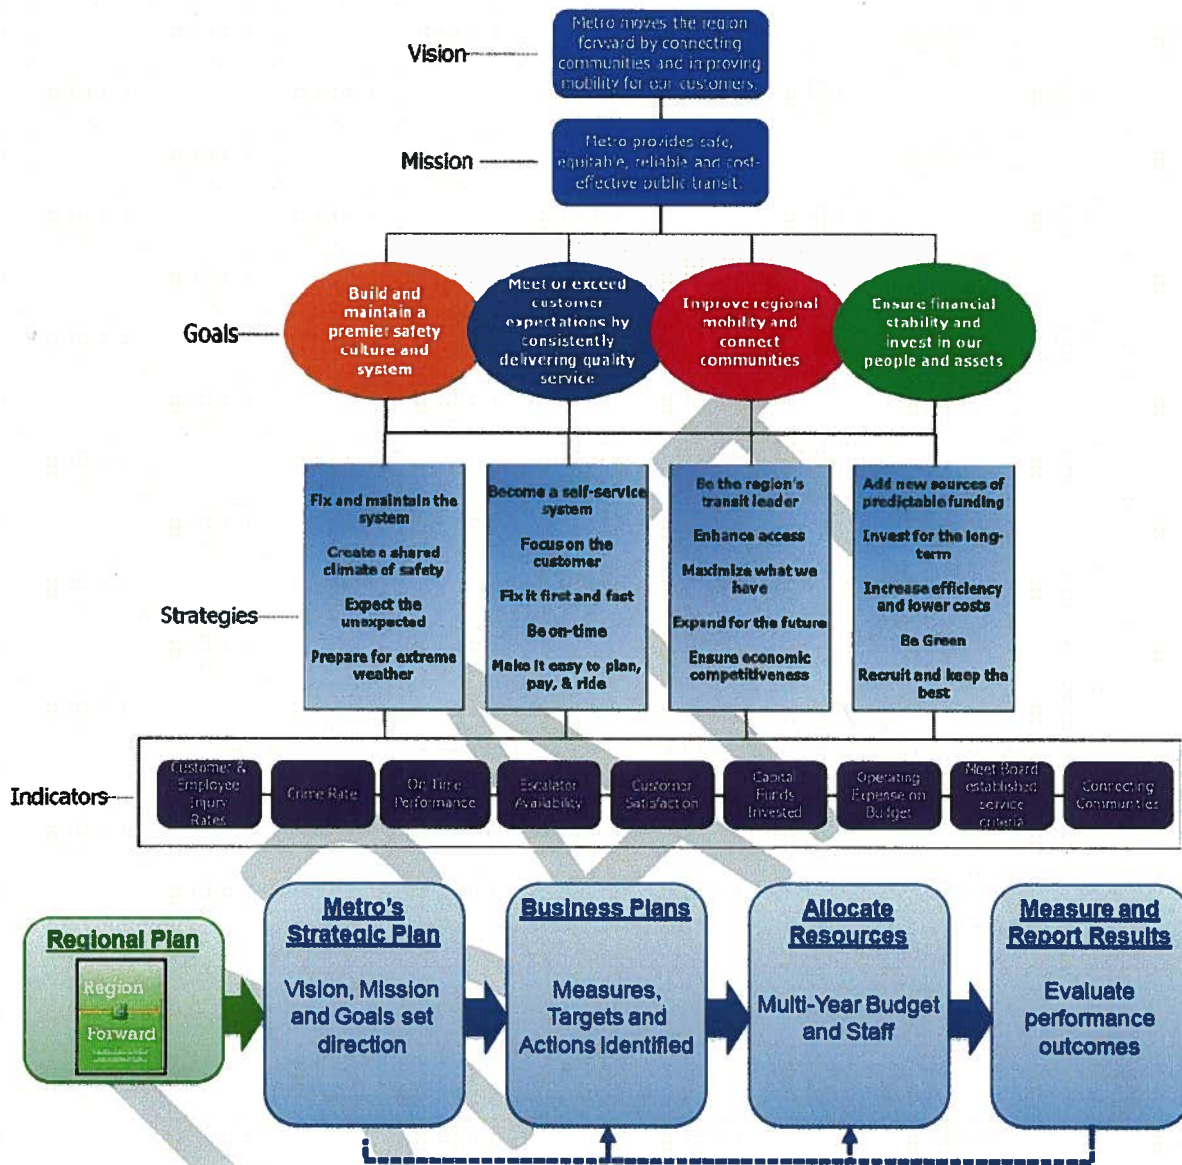 Vision
Metro moves the region
forward by connecting
communities and improving
mobility for our customers.
Mission
Metro provides safe,
equitable, reliable and cost-
effective public transit.
Goals
Build and
maintain a
premier safety
culture and
system
Meet or exceed
customer
expectations by
consistently
delivering quality
service
Improve regional
mobility and
connect
communities
Ensure financial
stability and
invest in our
people and assets
Strategies
Fix and maintain the
system
Create a shared
climate of safety
Expect the
unexpected
Prepare for extreme
weather
Become a self-service
system
Focus on the
customer
Fix it first and fast
Be on-time
Make it easy to plan,
pay, & ride
Be the region's
transit leader
Enhance access
Maximize what we
have
Expand for the future
Ensure economic
competitiveness
Add new sources of
predictable funding
Invest for the long-
term
Increase efficiency
and lower costs
Be Green
Recruit and keep the
best
Indicators
Customer &
Employee
Injury
Rates
Crime Rate
On Time
Performance
Escalator
Availability
Customer
Satisfaction
Capital
Funds
Invested
Operating
Expense on
Budget
Meet Board
established
service
criteria
Connecting
Communities
Regional Plan
Region
Forward
Metro's
Strategic Plan
Vision, Mission
and Goals set
direction
Business Plans
Measures,
Targets and
Actions Identified
Allocate
Resources
Multi-Year Budget
and Staff
Measure and
Report Results
Evaluate
performance
outcomes
DRAFT